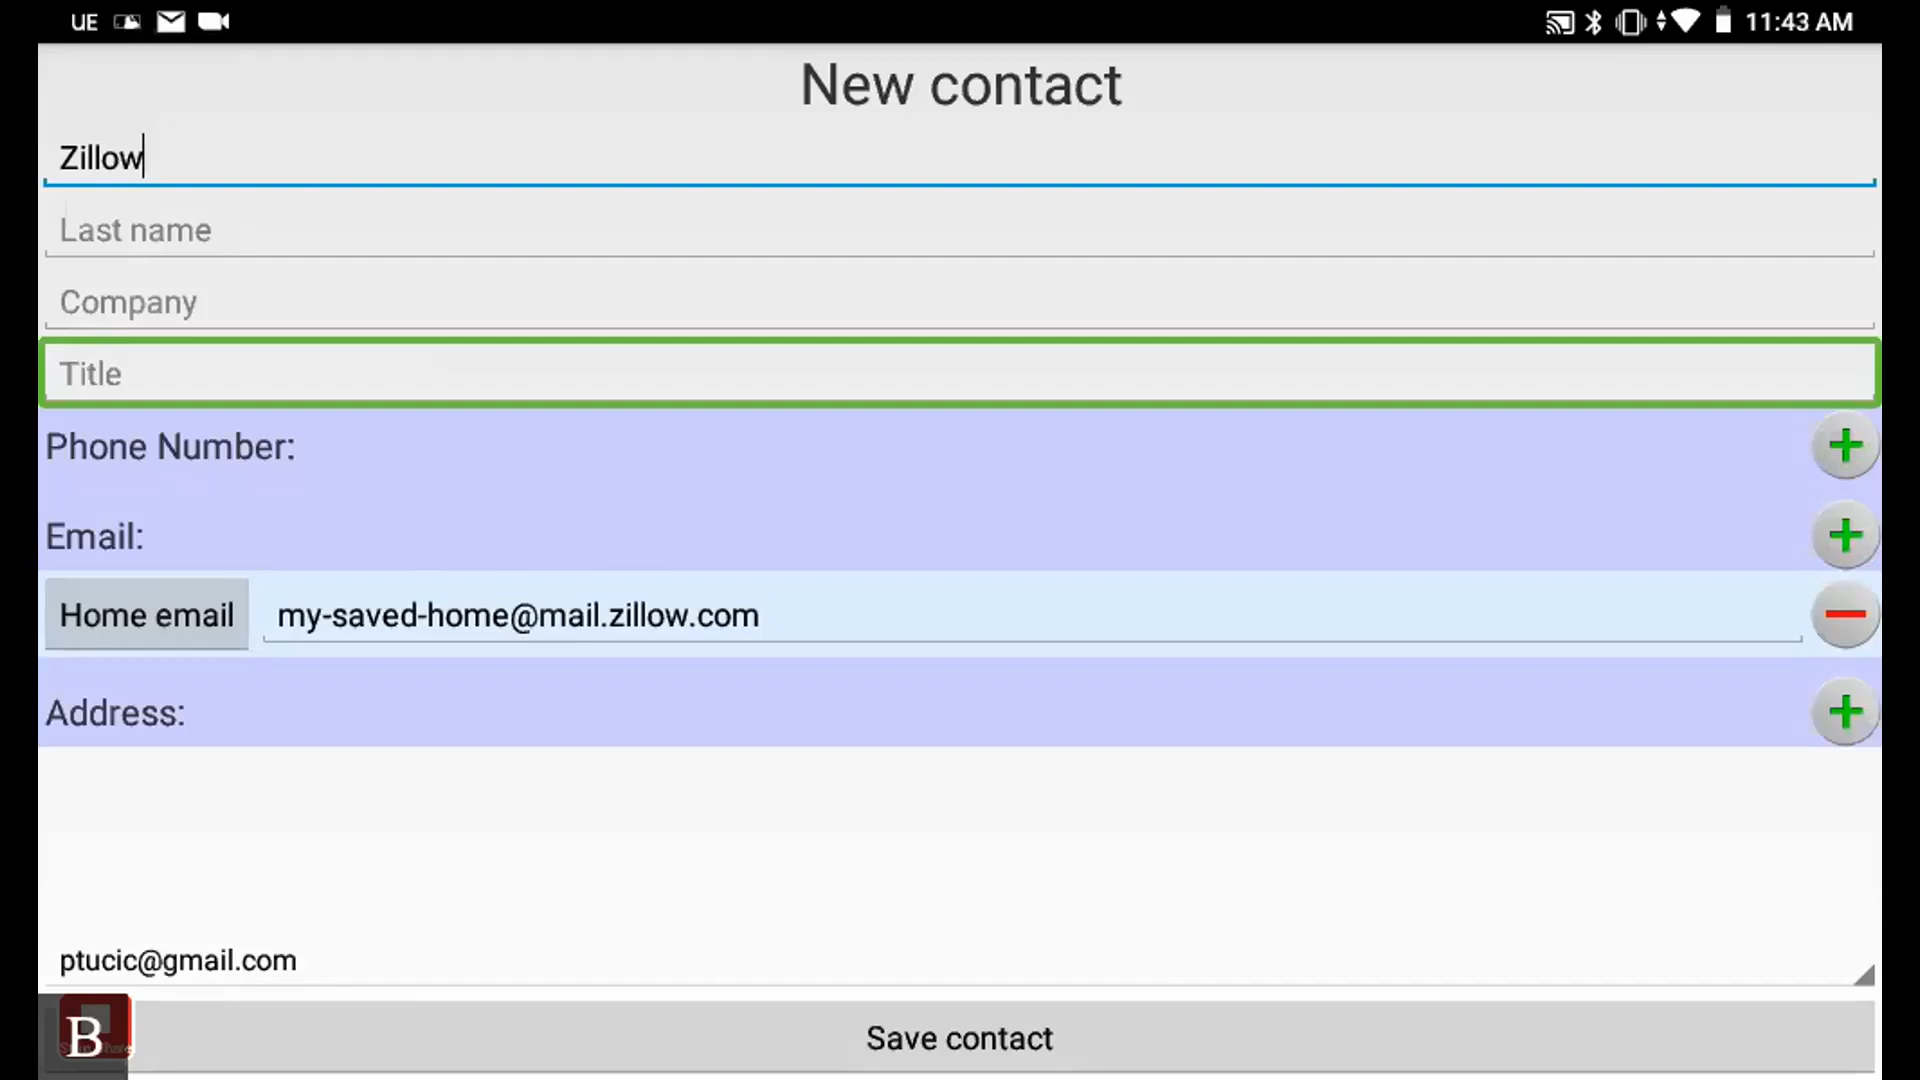 UE 11:43 AM
New contact
Zillow
Last name
Company
Title
Phone Number:
Email:
Home email my-saved-home@mail.zillow.com
Address:
ptucic@gmail.com
B
Save contact